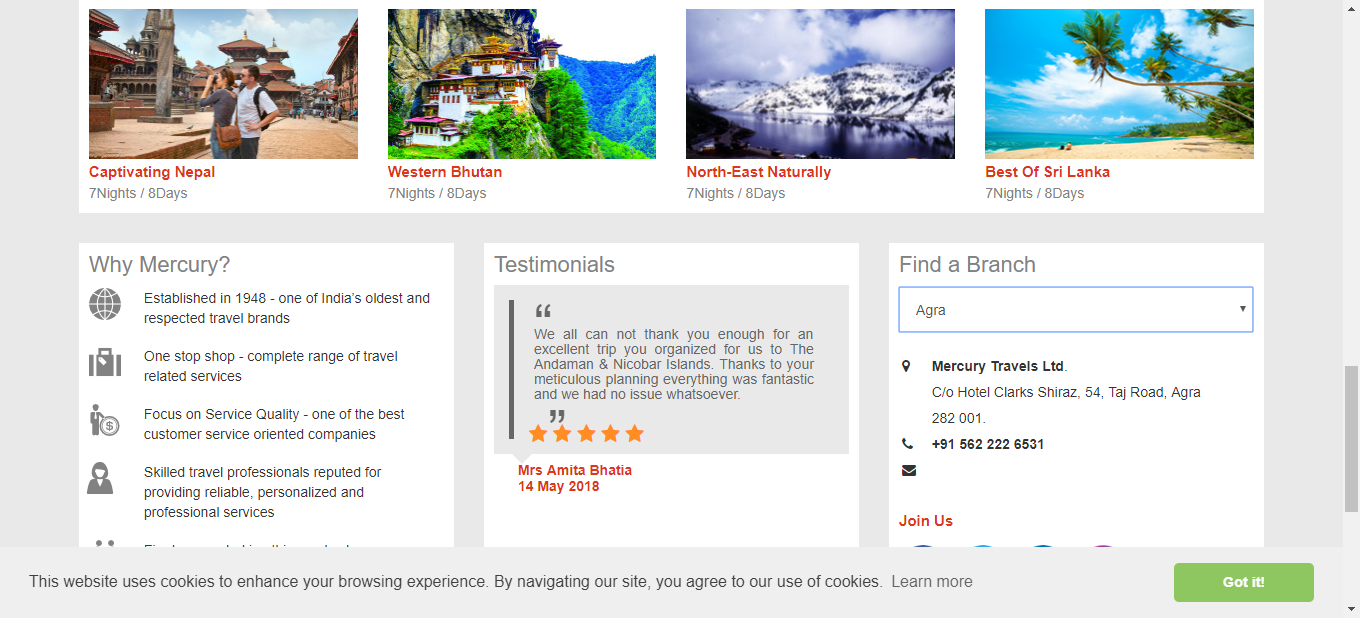 Captivating Nepal
7Nights / 8Days
Western Bhutan
7Nights / 8Days
North-East Naturally
7Nights / 8Days
Best Of Sri Lanka
7Nights / 8Days
Why Mercury?
Established in 1948 - one of India's oldest and
respected travel brands
One stop shop - complete range of travel
related services
Focus on Service Quality - one of the best
customer service oriented companies
Skilled travel professionals reputed for
providing reliable, personalized and
professional services
Testimonials
“
We all can not thank you enough for an
excellent trip you organized for us to The
Andaman & Nicobar Islands. Thanks to your
meticulous planning everything was fantastic
and we had no issue whatsoever.
”
Mrs Amita Bhatia
14 May 2018
Find a Branch
Agra
Mercury Travels Ltd.
C/o Hotel Clarks Shiraz, 54, Taj Road, Agra
282 001.
+91 562 222 6531
Join Us
This website uses cookies to enhance your browsing experience. By navigating our site, you agree to our use of cookies. Learn more
Got it!